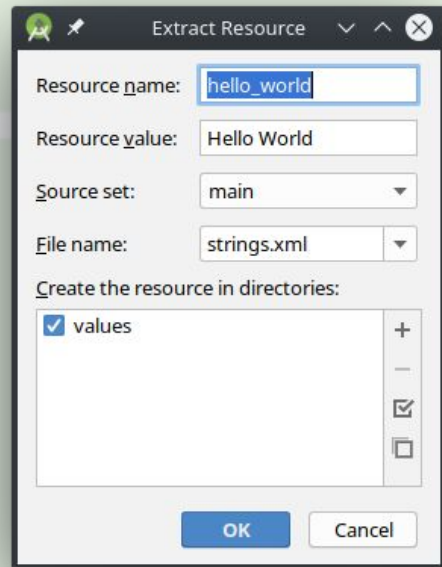 Extract Resource
Resource name: hello_world
Resource value: Hello World
Source set: main
File name: strings.xml
Create the resource in directories:
values
OK Cancel